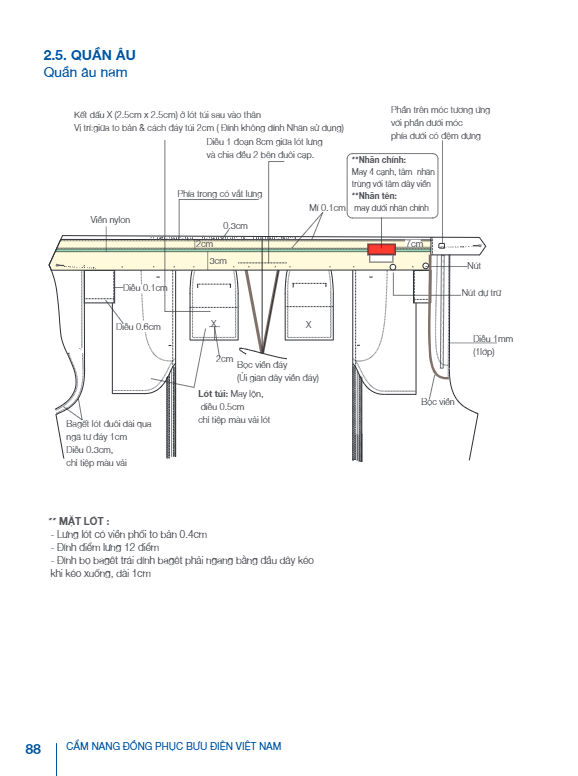 2.5. QUẦN ÂU
Quần âu nam
Kết dấu X (2.5cm x 2.5cm) ở lót túi sau vào thân
Vị trí:giữa to bản & cách đáy túi 2cm ( Đính không dính Nhãn sử dụng)
Diễu 1 đoạn 8cm giữa lót lưng
và chia đều 2 bên đuôi cạp.
Phần trên móc tương ứng
với phần dưới móc
phía dưới có đệm dựng
**Nhãn chính:
May 4 cạnh, tâm nhãn
trùng với tâm dây viền
**Nhãn tên:
may dưới nhãn chính
Phía trong có vắt lưng
Mí 0.1cm
Viền nylon
0.3cm
2cm
7cm
3cm
Nút
Diễu 0.1cm
Nút dự trữ
Diễu 0.6cm
X
X
Diễu 1mm
(1lớp)
2cm
Bọc viền đáy
(Ủi giãn dây viền đáy)
Lót túi: May lộn,
diễu 0.5cm
chỉ tiệp màu vải lót
Bọc viền
Baget lót đuôi dài qua
ngã tư đáy 1cm
Diễu 0.3cm,
chỉ tiệp màu vải
** MẶT LÓT :
- Lưng lót có viền phối to bản 0.4cm
- Đính điểm lưng 12 điểm
- Đính bọ bagêt trái dính bagêt phải ngang bằng đầu dây kéo
khi kéo xuống, dài 1cm
88
CẨM NANG ĐỒNG PHỤC BƯU ĐIỆN VIỆT NAM